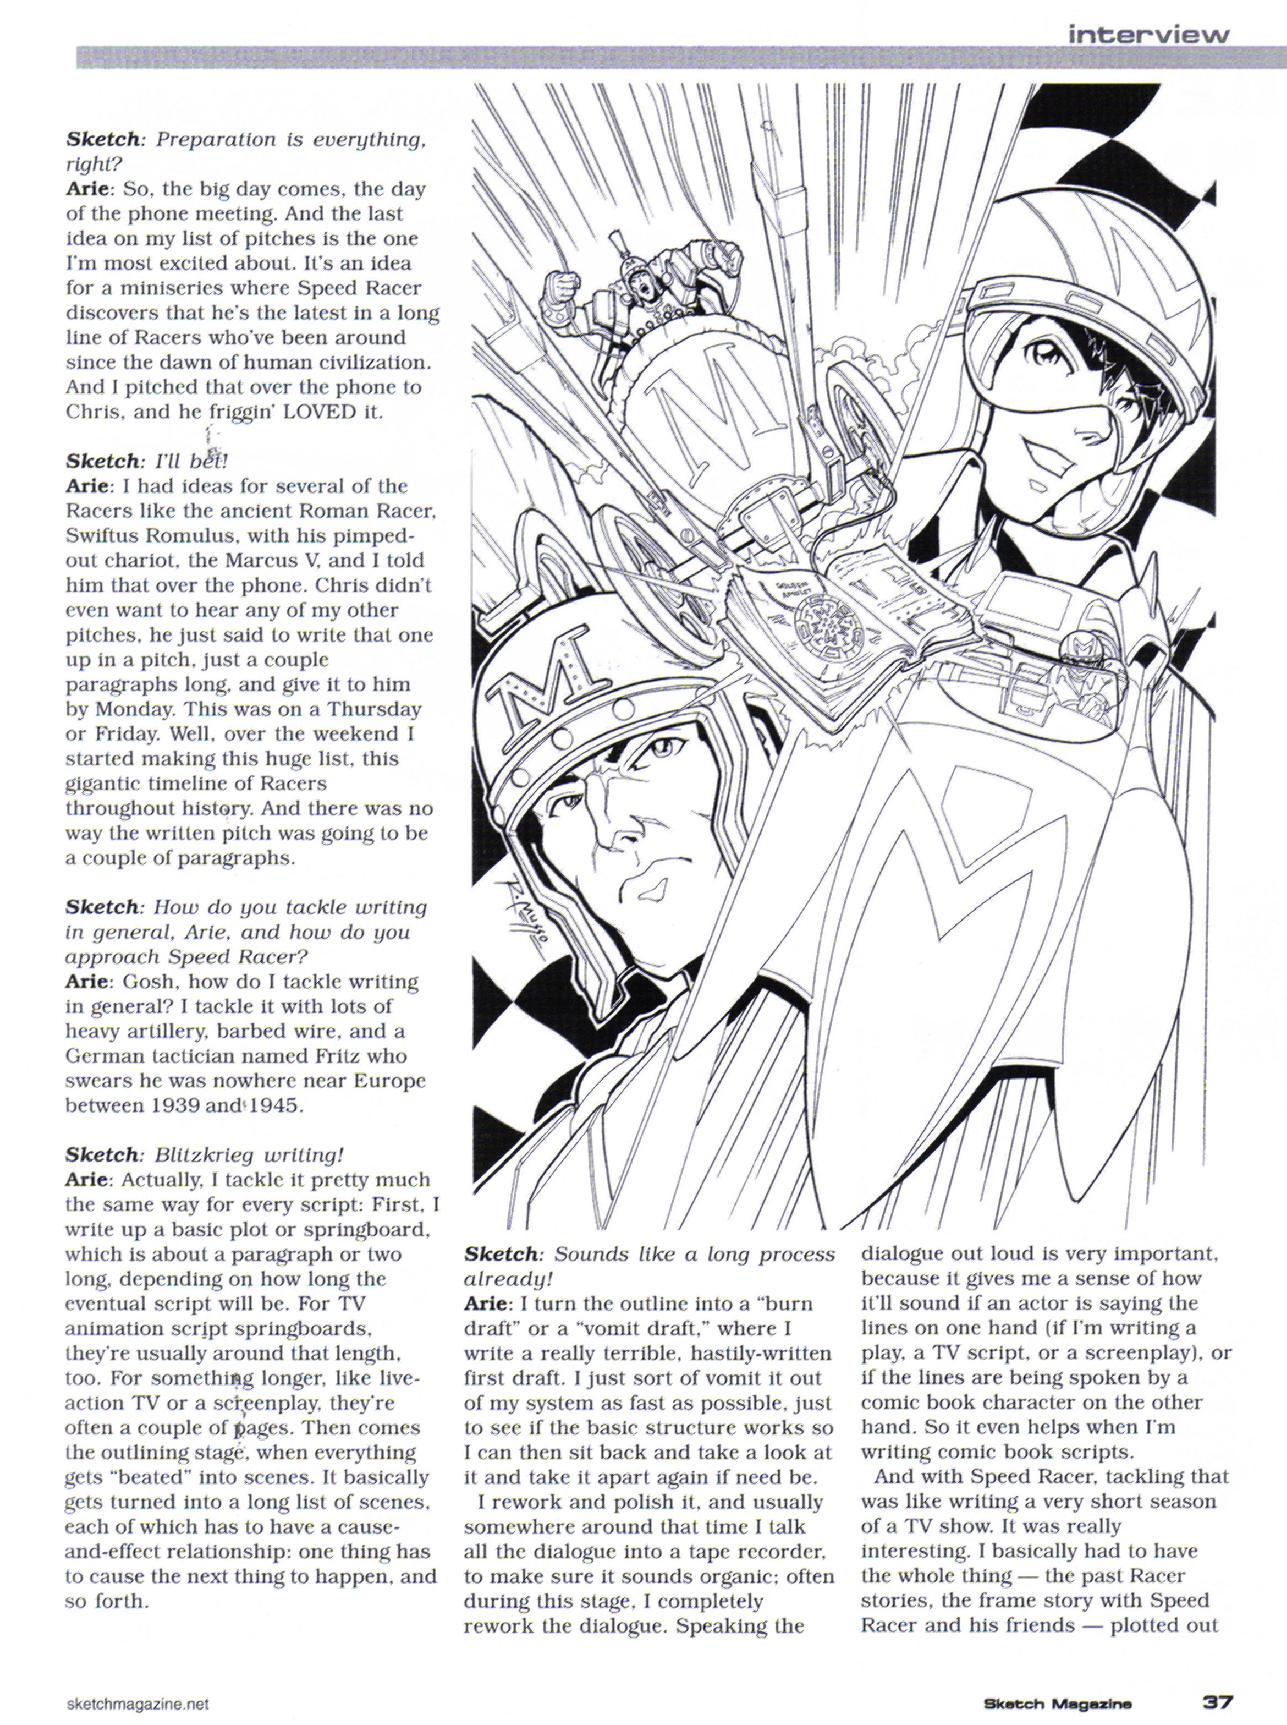 interview
Sketch: Preparation is everything,
right?
Arie: So, the big day comes, the day
of the phone meeting. And the last
idea on my list of pitches is the one
I'm most excited about. It's an idea
for a miniseries where Speed Racer
discovers that he's the latest in a long
line of Racers who've been around
since the dawn of human civilization.
And I pitched that over the phone to
Chris, and he friggin' LOVED it.
Sketch: I'll bet!
Arie: I had ideas for several of the
Racers like the ancient Roman Racer,
Swiftus Romulus, with his pimped-
out chariot, the Marcus V, and I told
him that over the phone. Chris didn't
even want to hear any of my other
pitches, he just said to write that one
up in a pitch, just a couple
paragraphs long, and give it to him
by Monday. This was on a Thursday
or Friday. Well, over the weekend I
started making this huge list, this
gigantic timeline of Racers
throughout history. And there was no
way the written pitch was going to be
a couple of paragraphs.
Sketch: How do you tackle writing
in general, Arie, and how do you
approach Speed Racer?
Arie: Gosh, how do I tackle writing
in general? I tackle it with lots of
heavy artillery, barbed wire, and a
German tactician named Fritz who
swears he was nowhere near Europe
between 1939 and 1945.
Sketch: Blitzkrieg writing!
Arie: Actually, I tackle it pretty much
the same way for every script: First, I
write up a basic plot or springboard,
which is about a paragraph or two
long, depending on how long the
eventual script will be. For TV
animation script springboards,
they're usually around that length,
too. For something longer, like live-
action TV or a screenplay, they're
often a couple of pages. Then comes
the outlining stage, when everything
gets "beated" into scenes. It basically
gets turned into a long list of scenes,
each of which has to have a cause-
and-effect relationship: one thing has
to cause the next thing to happen, and
so forth.
M
M
M
GOLDEN
AMULET
M
R. Musso
Sketch: Sounds like a long process
already!
Arie: I turn the outline into a "burn
draft" or a "vomit draft," where I
write a really terrible, hastily-written
first draft. I just sort of vomit it out
of my system as fast as possible, just
to see if the basic structure works so
I can then sit back and take a look at
it and take it apart again if need be.
I rework and polish it, and usually
somewhere around that time I talk
all the dialogue into a tape recorder,
to make sure it sounds organic; often
during this stage, I completely
rework the dialogue. Speaking the
dialogue out loud is very important,
because it gives me a sense of how
it'll sound if an actor is saying the
lines on one hand (if I'm writing a
play, a TV script, or a screenplay), or
if the lines are being spoken by a
comic book character on the other
hand. So it even helps when I'm
writing comic book scripts.
And with Speed Racer, tackling that
was like writing a very short season
of a TV show. It was really
interesting. I basically had to have
the whole thing — the past Racer
stories, the frame story with Speed
Racer and his friends — plotted out
sketchmagazine.net
Sketch Magazine 37